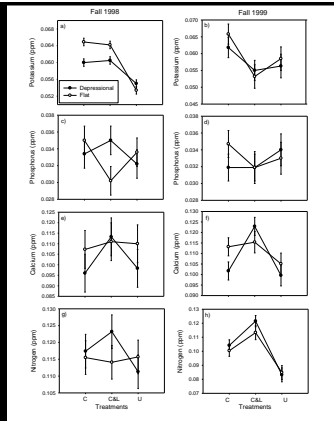 Fall 1998
Fall 1999
a)
b)
Potassium (ppm)
0.068
0.064
0.060
0.056
0.052
Depressional
Flat
Potassium (ppm)
0.070
0.065
0.060
0.055
0.050
0.045
c)
d)
Phosphorus (ppm)
0.038
0.036
0.034
0.032
0.030
0.028
Phosphorus (ppm)
0.038
0.036
0.034
0.032
0.030
0.028
e)
f)
Calcium (ppm)
0.125
0.120
0.115
0.110
0.105
0.100
0.095
0.090
0.085
Calcium (ppm)
0.130
0.125
0.120
0.115
0.110
0.105
0.100
0.095
0.090
g)
h)
Nitrogen (ppm)
0.130
0.125
0.120
0.115
0.110
0.105
Nitrogen (ppm)
0.13
0.12
0.11
0.10
0.09
0.08
0.07
C C&L U
C C&L U
Treatments
Treatments